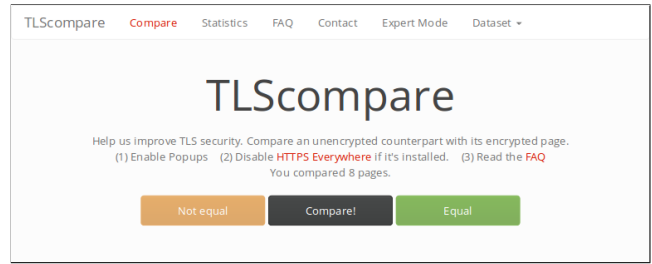 TLScompare Compare Statistics FAQ Contact Expert Mode Dataset
TLScompare
Help us improve TLS security. Compare an unencrypted counterpart with its encrypted page.
(1) Enable Popups (2) Disable HTTPS Everywhere if it's installed. (3) Read the FAQ
You compared 8 pages.
Not equal Compare! Equal